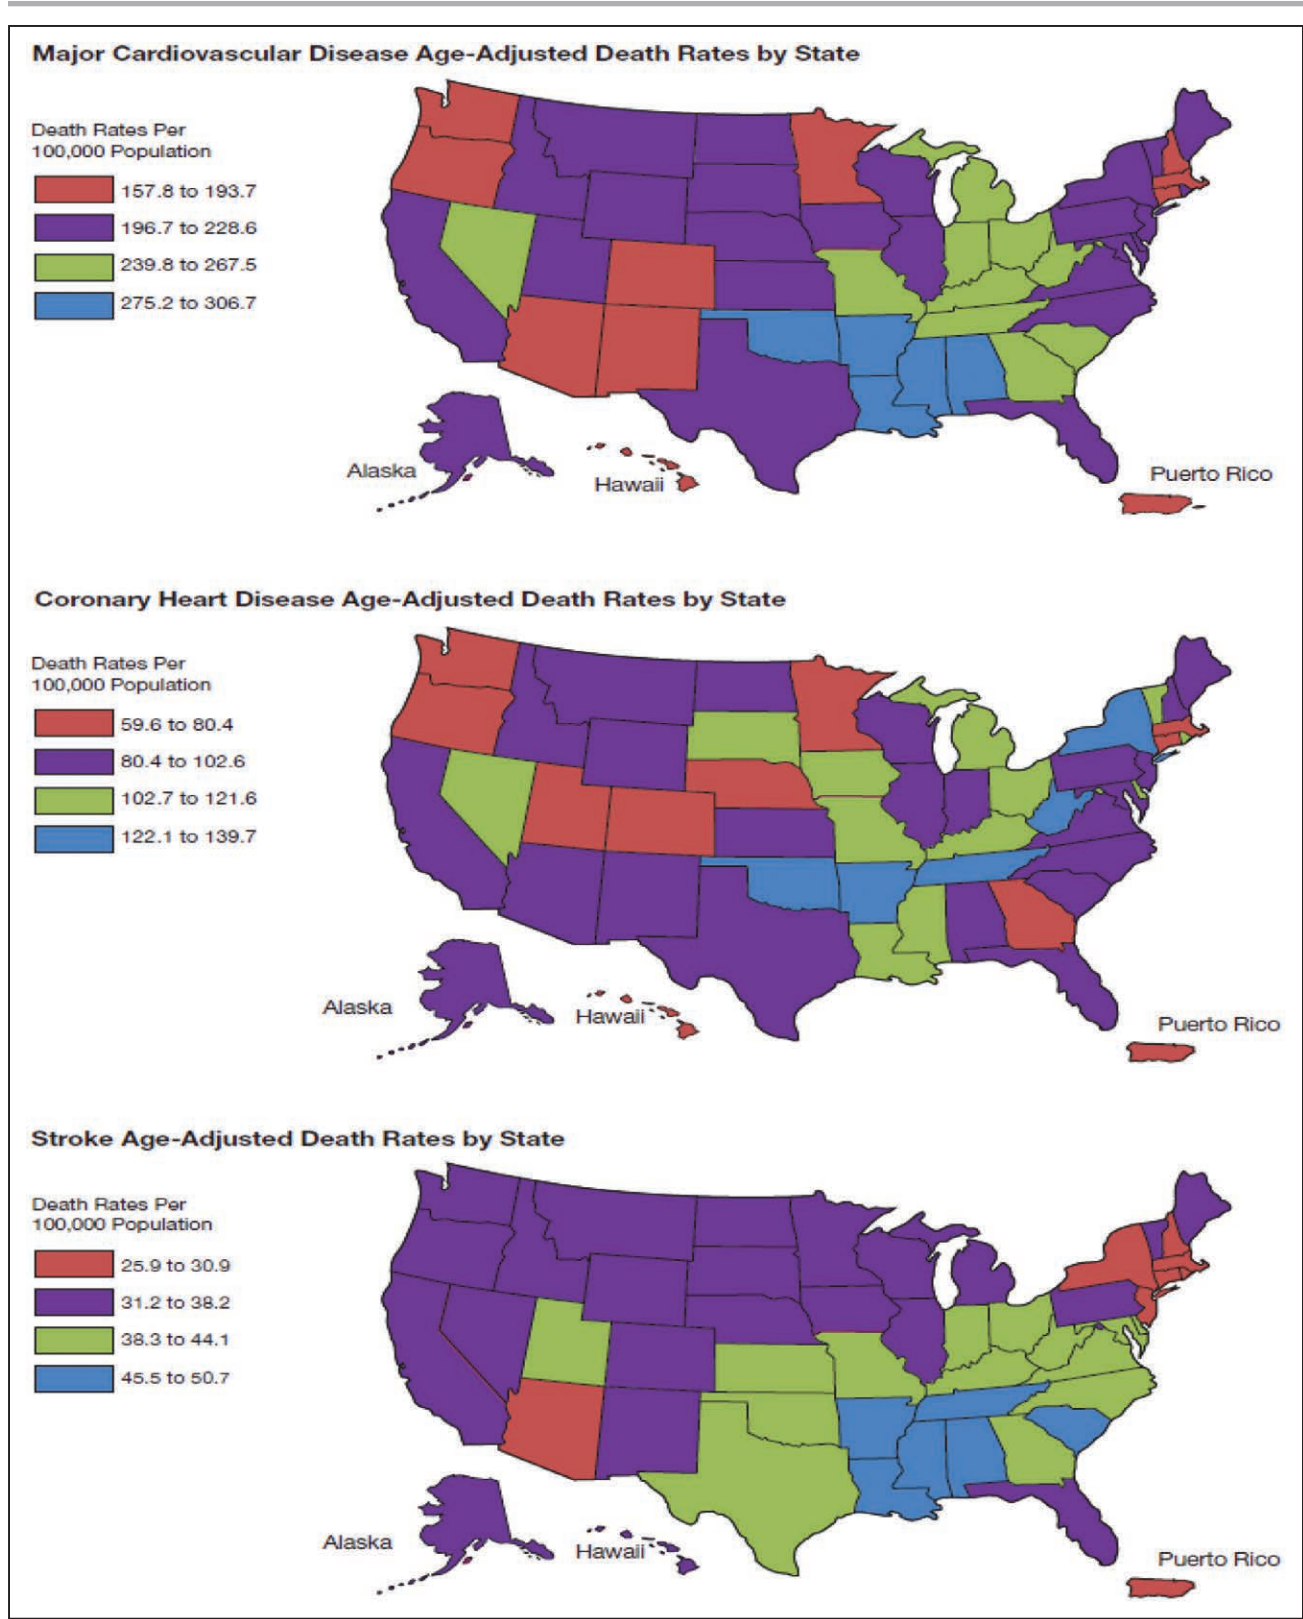 Major Cardiovascular Disease Age-Adjusted Death Rates by State
Death Rates Per
100,000 Population
157.8 to 193.7
196.7 to 228.6
239.8 to 267.5
275.2 to 306.7
Alaska
Hawaii
Puerto Rico
Coronary Heart Disease Age-Adjusted Death Rates by State
Death Rates Per
100,000 Population
59.6 to 80.4
80.4 to 102.6
102.7 to 121.6
122.1 to 139.7
Alaska
Hawaii
Puerto Rico
Stroke Age-Adjusted Death Rates by State
Death Rates Per
100,000 Population
25.9 to 30.9
31.2 to 38.2
38.3 to 44.1
45.5 to 50.7
Alaska
Hawaii
Puerto Rico